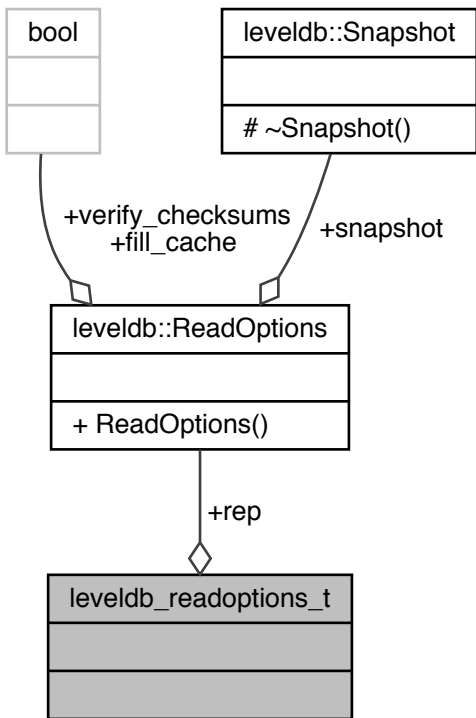 bool
leveldb::Snapshot
# ~Snapshot()
+verify_checksums
+fill_cache
+snapshot
leveldb::ReadOptions
+ ReadOptions()
+rep
leveldb_readoptions_t